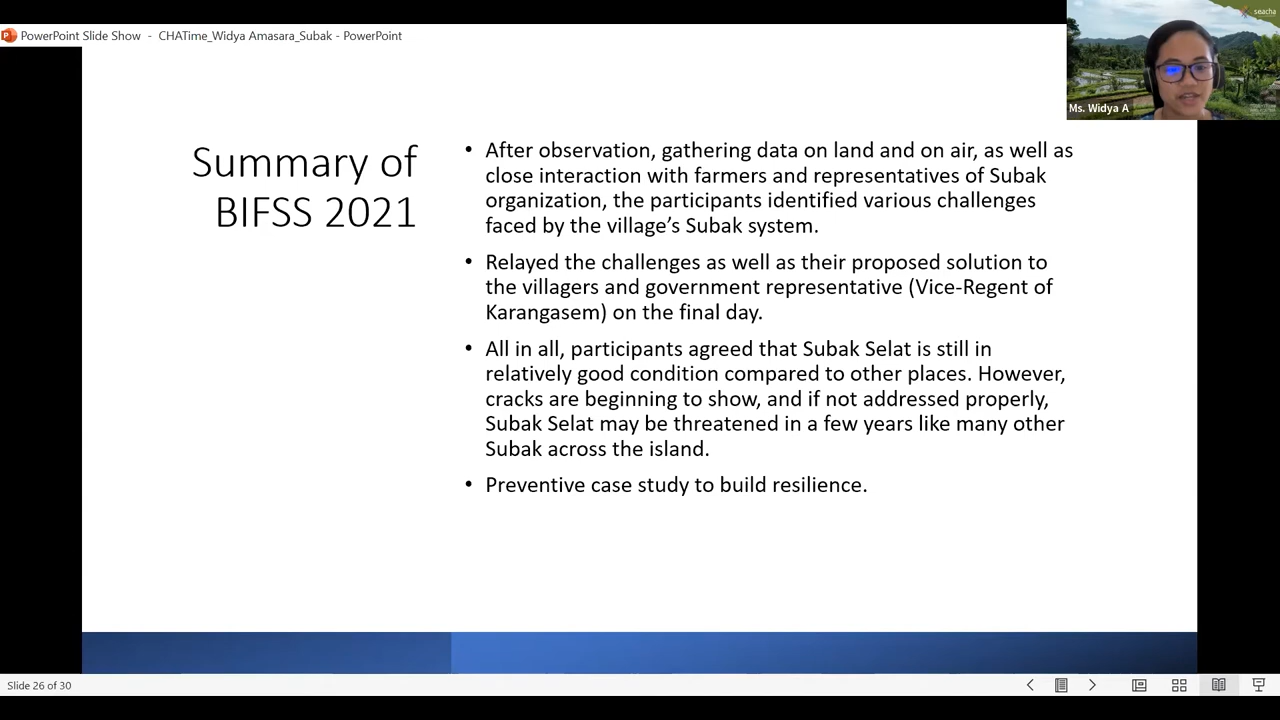 PowerPoint Slide Show - CHATime_Widya Amasara_Subak - PowerPoint
seacha
Ms. Widya A
Summary of
BIFSS 2021
• After observation, gathering data on land and on air, as well as
close interaction with farmers and representatives of Subak
organization, the participants identified various challenges
faced by the village’s Subak system.
• Relayed the challenges as well as their proposed solution to
the villagers and government representative (Vice-Regent of
Karangasem) on the final day.
• All in all, participants agreed that Subak Selat is still in
relatively good condition compared to other places. However,
cracks are beginning to show, and if not addressed properly,
Subak Selat may be threatened in a few years like many other
Subak across the island.
• Preventive case study to build resilience.
Slide 26 of 30